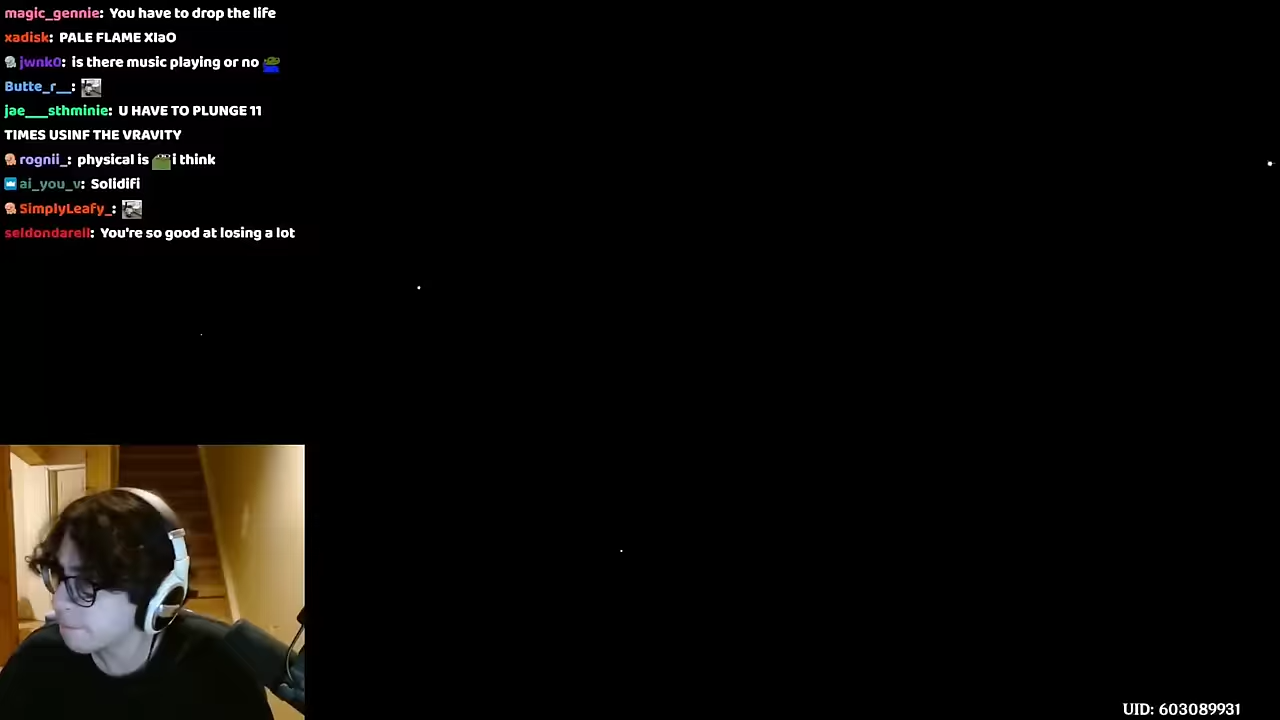 magic_gennie: You have to drop the life
xadisk: PALE FLAME XIaO
jwnk0: is there music playing or no
Butte_r__:
jae___sthminie: U HAVE TO PLUNGE 11
TIMES USINF THE VRAVITY
rognii_: physical is i think
ai_you_v: Solidifi
SimplyLeafy_:
seldondarell: You're so good at losing a lot
UID: 603089931